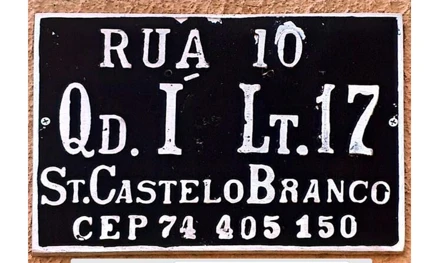 RUA 10
QD. Í LT.17
ST.CASTELO BRANCO
CEP 74 405 150